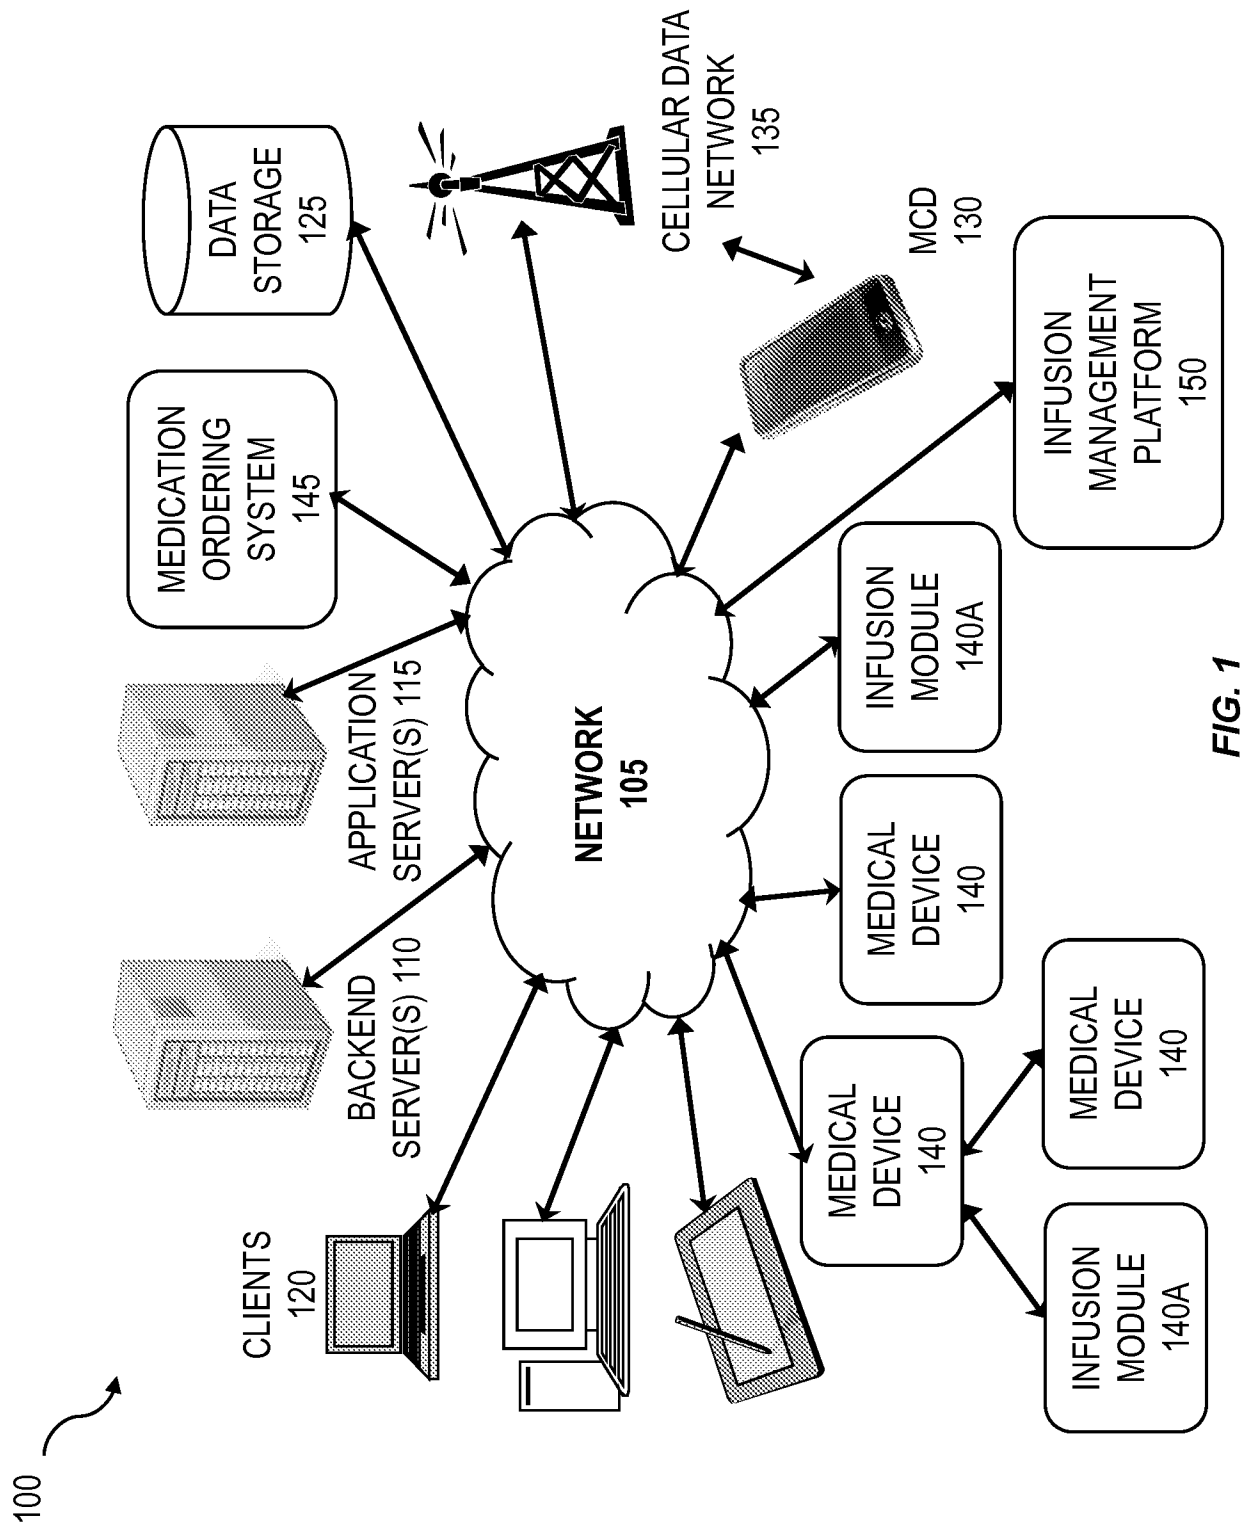 100
CLIENTS
120
BACKEND
SERVER(S) 110
APPLICATION
SERVER(S) 115
MEDICATION
ORDERING
SYSTEM
145
DATA
STORAGE
125
CELLULAR DATA
NETWORK
135
MCD
130
NETWORK
105
MEDICAL
DEVICE
140
MEDICAL
DEVICE
140
INFUSION
MODULE
140A
INFUSION
MANAGEMENT
PLATFORM
150
INFUSION
MODULE
140A
MEDICAL
DEVICE
140
FIG. 1